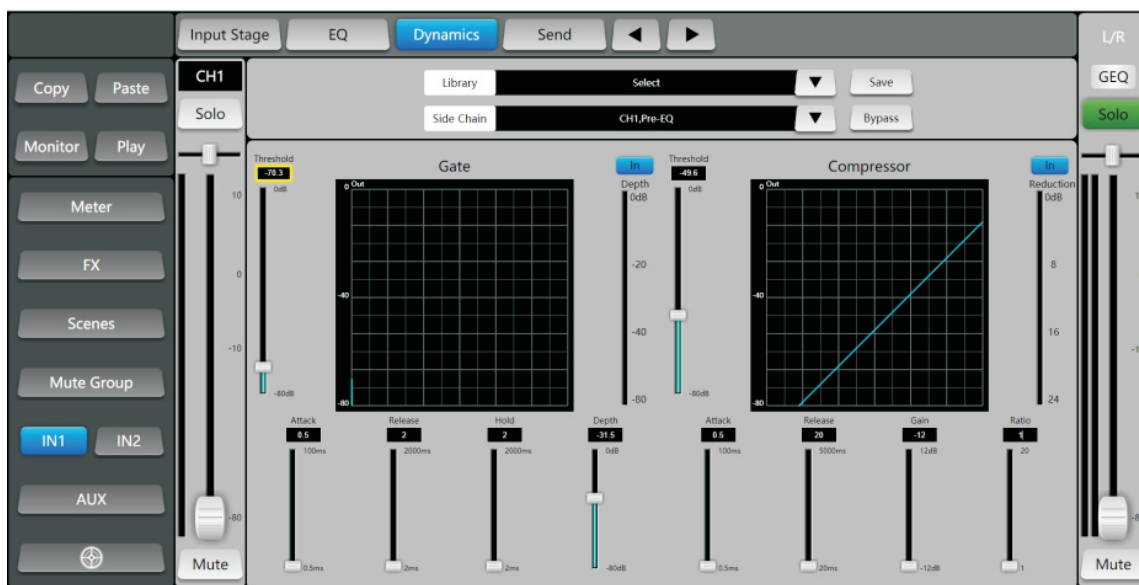 Input Stage EQ Dynamics Send
L/R
Copy Paste
Monitor Play
Meter
FX
Scenes
Mute Group
IN1 IN2
AUX
CH1
Solo
10
0
-10
-80
Mute
Library Select Save
Side Chain CH1,Pre-EQ Bypass
Threshold
-70.3
0dB
-80dB
Gate
In
0 Out
-40
-80
Depth
0dB
-20
-40
-80
Attack
0.5
100ms
0.5ms
Release
2
2000ms
2ms
Hold
2
2000ms
2ms
Depth
-31.5
0dB
-80dB
Threshold
-49.6
0dB
-80dB
Compressor
In
0 Out
-40
-80
Reduction
0dB
8
16
24
Attack
0.5
100ms
0.5ms
Release
20
5000ms
20ms
Gain
-12
12dB
-12dB
Ratio
1
20
1
GEQ
Solo
Mute